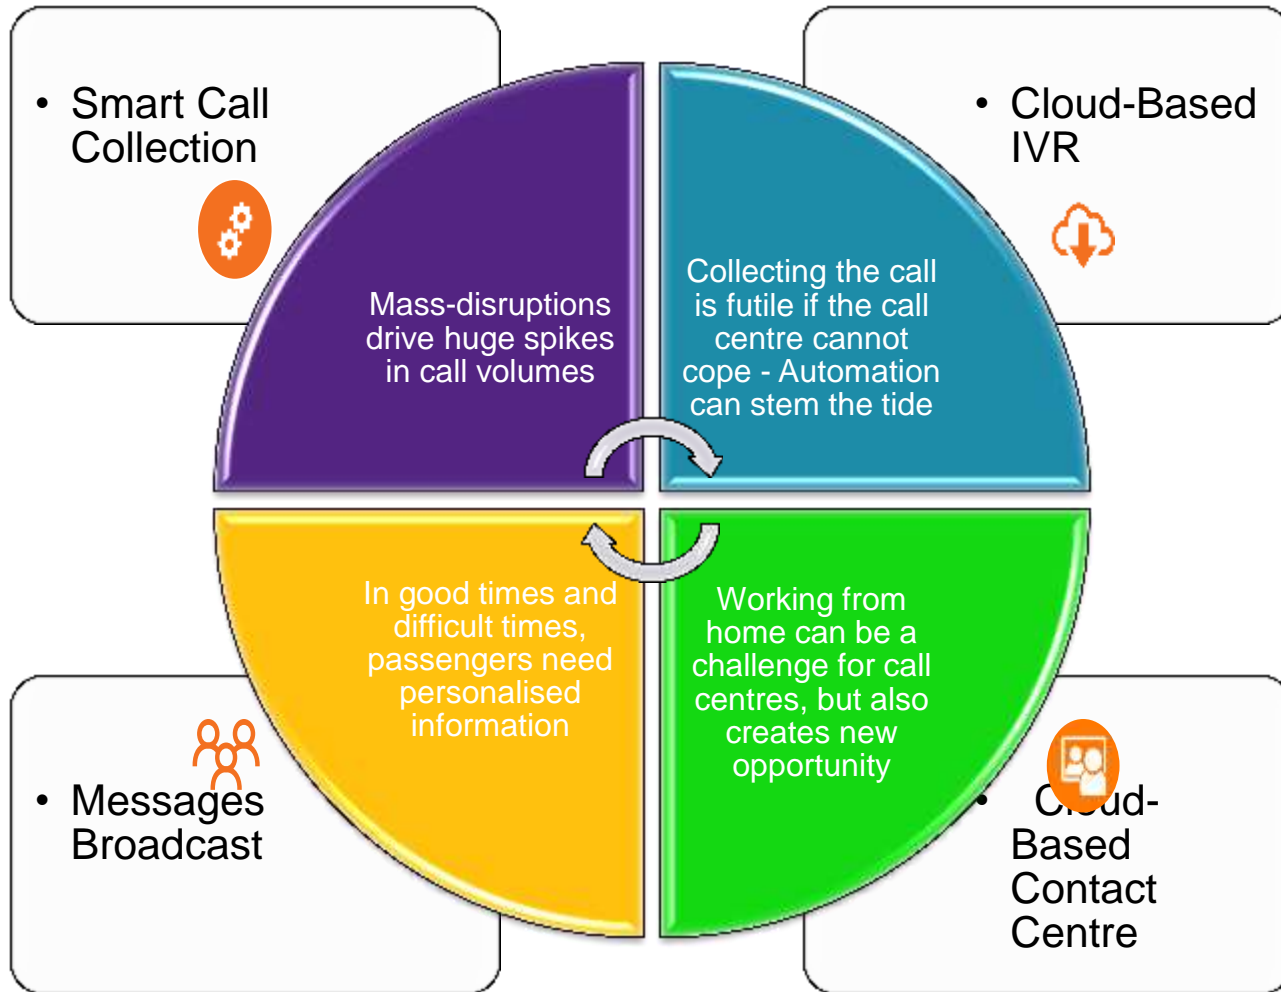 • Smart Call
Collection
• Cloud-Based
IVR
Mass-disruptions
drive huge spikes
in call volumes
Collecting the call
is futile if the call
centre cannot
cope - Automation
can stem the tide
In good times and
difficult times,
passengers need
personalised
information
Working from
home can be a
challenge for call
centres, but also
creates new
opportunity
• Messages
Broadcast
• Cloud-
Based
Contact
Centre